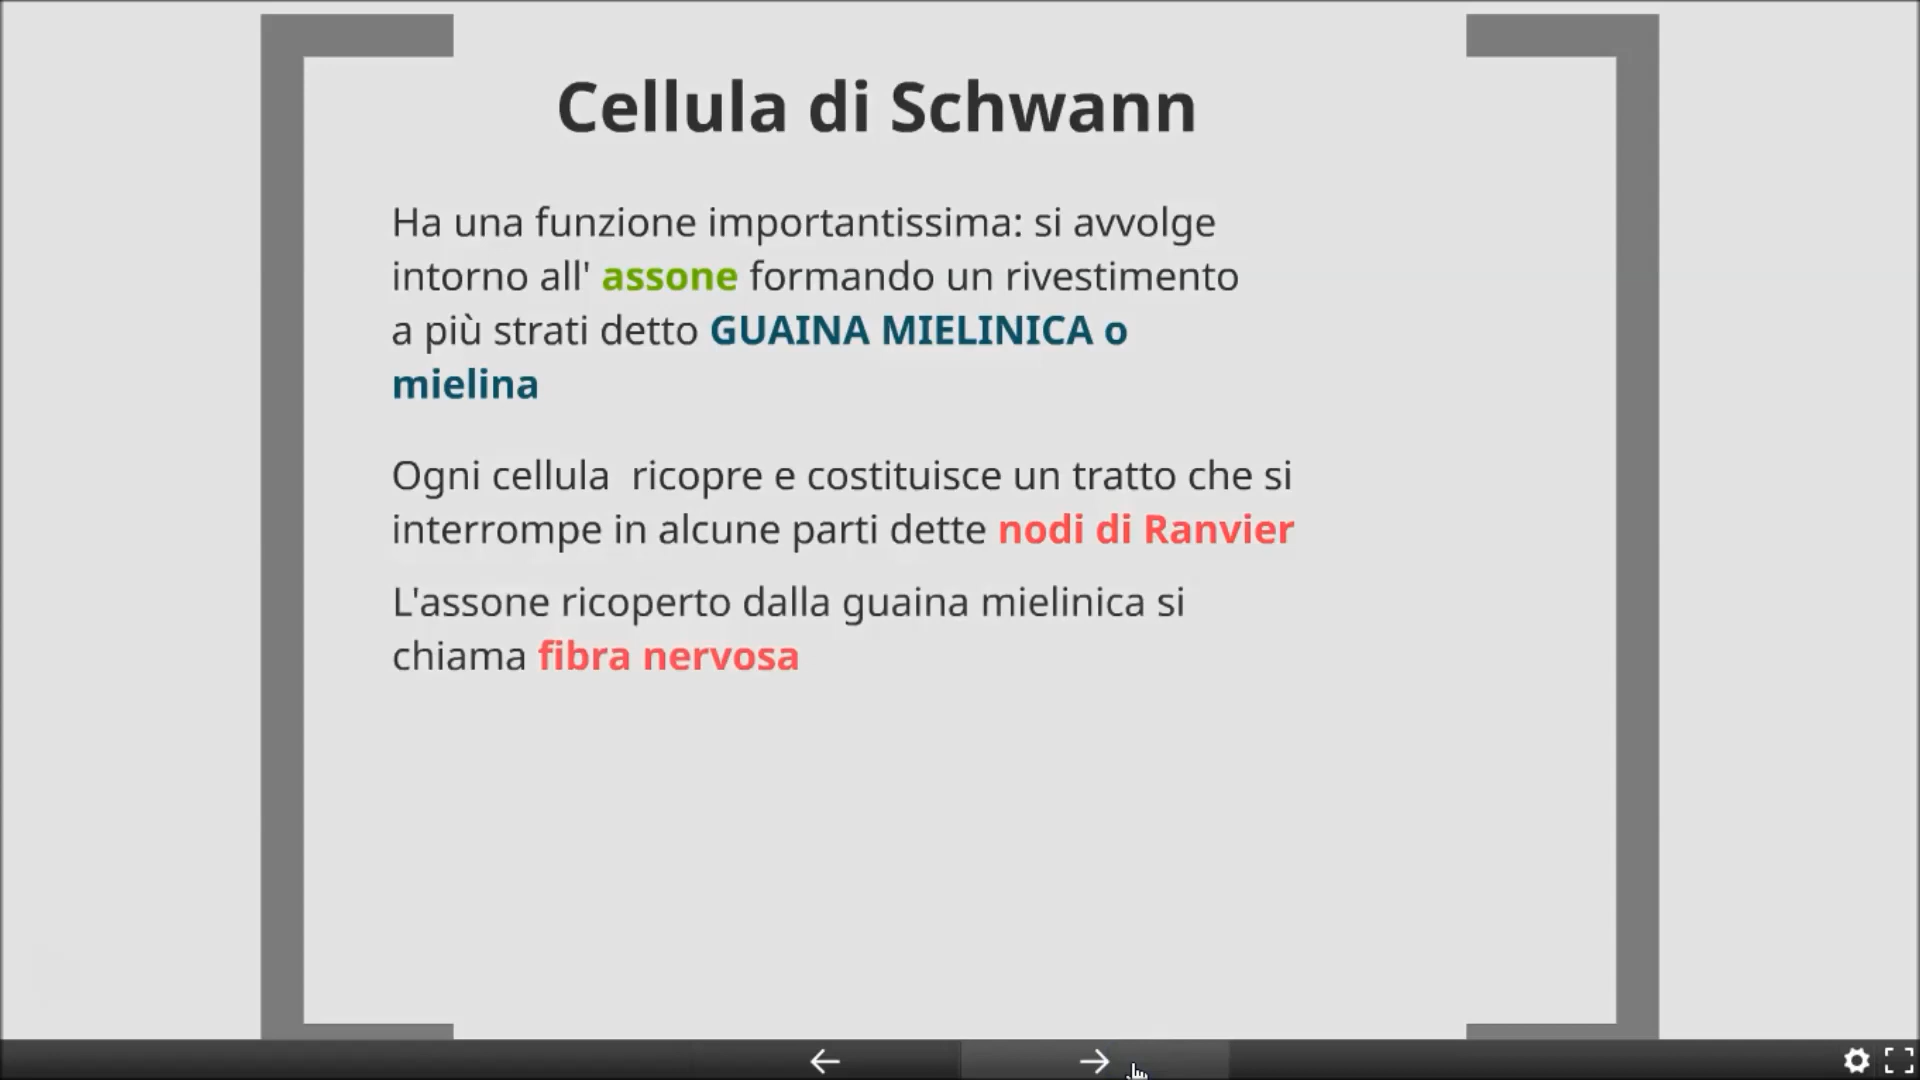 Cellula di Schwann
Ha una funzione importantissima: si avvolge
intorno all' assone formando un rivestimento
a più strati detto GUAINA MIELINICA o
mielina
Ogni cellula  ricopre e costituisce un tratto che si
interrompe in alcune parti dette nodi di Ranvier
L'assone ricoperto dalla guaina mielinica si
chiama fibra nervosa